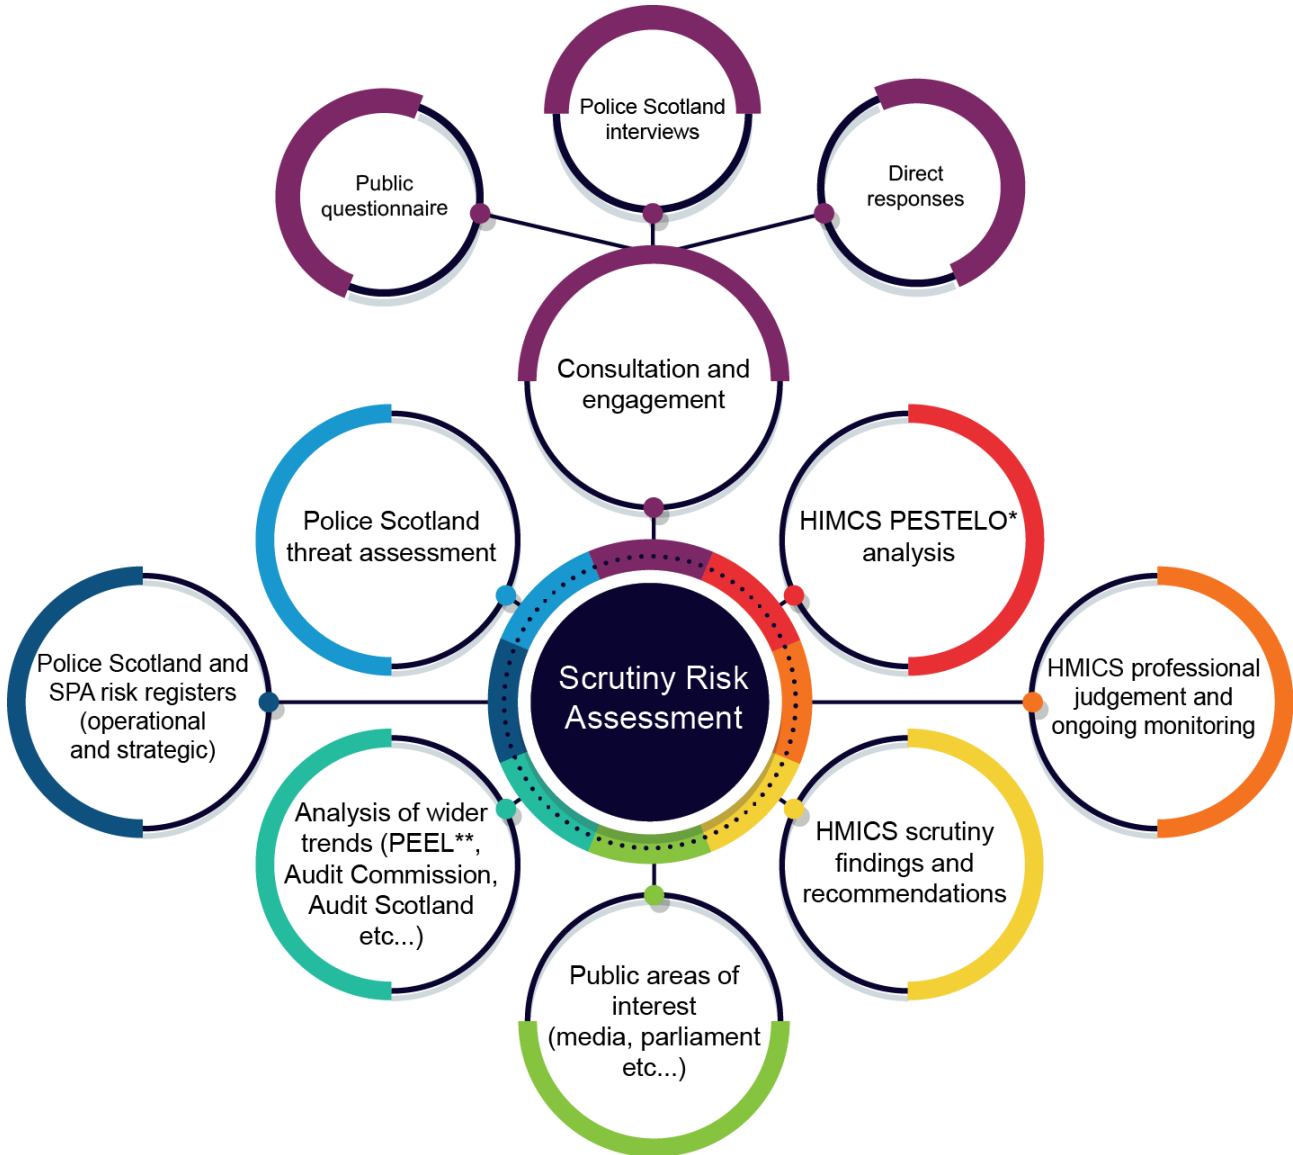 Police Scotland
interviews
Public
questionnaire
Direct
responses
Consultation and
engagement
Police Scotland
threat assessment
HIMCS PESTELO*
analysis
Police Scotland and
SPA risk registers
(operational
and strategic)
Scrutiny Risk
Assessment
HMICS professional
judgement and
ongoing monitoring
Analysis of wider
trends (PEEL**,
Audit Commission,
Audit Scotland
etc...)
HMICS scrutiny
findings and
recommendations
Public areas of
interest
(media, parliament
etc...)